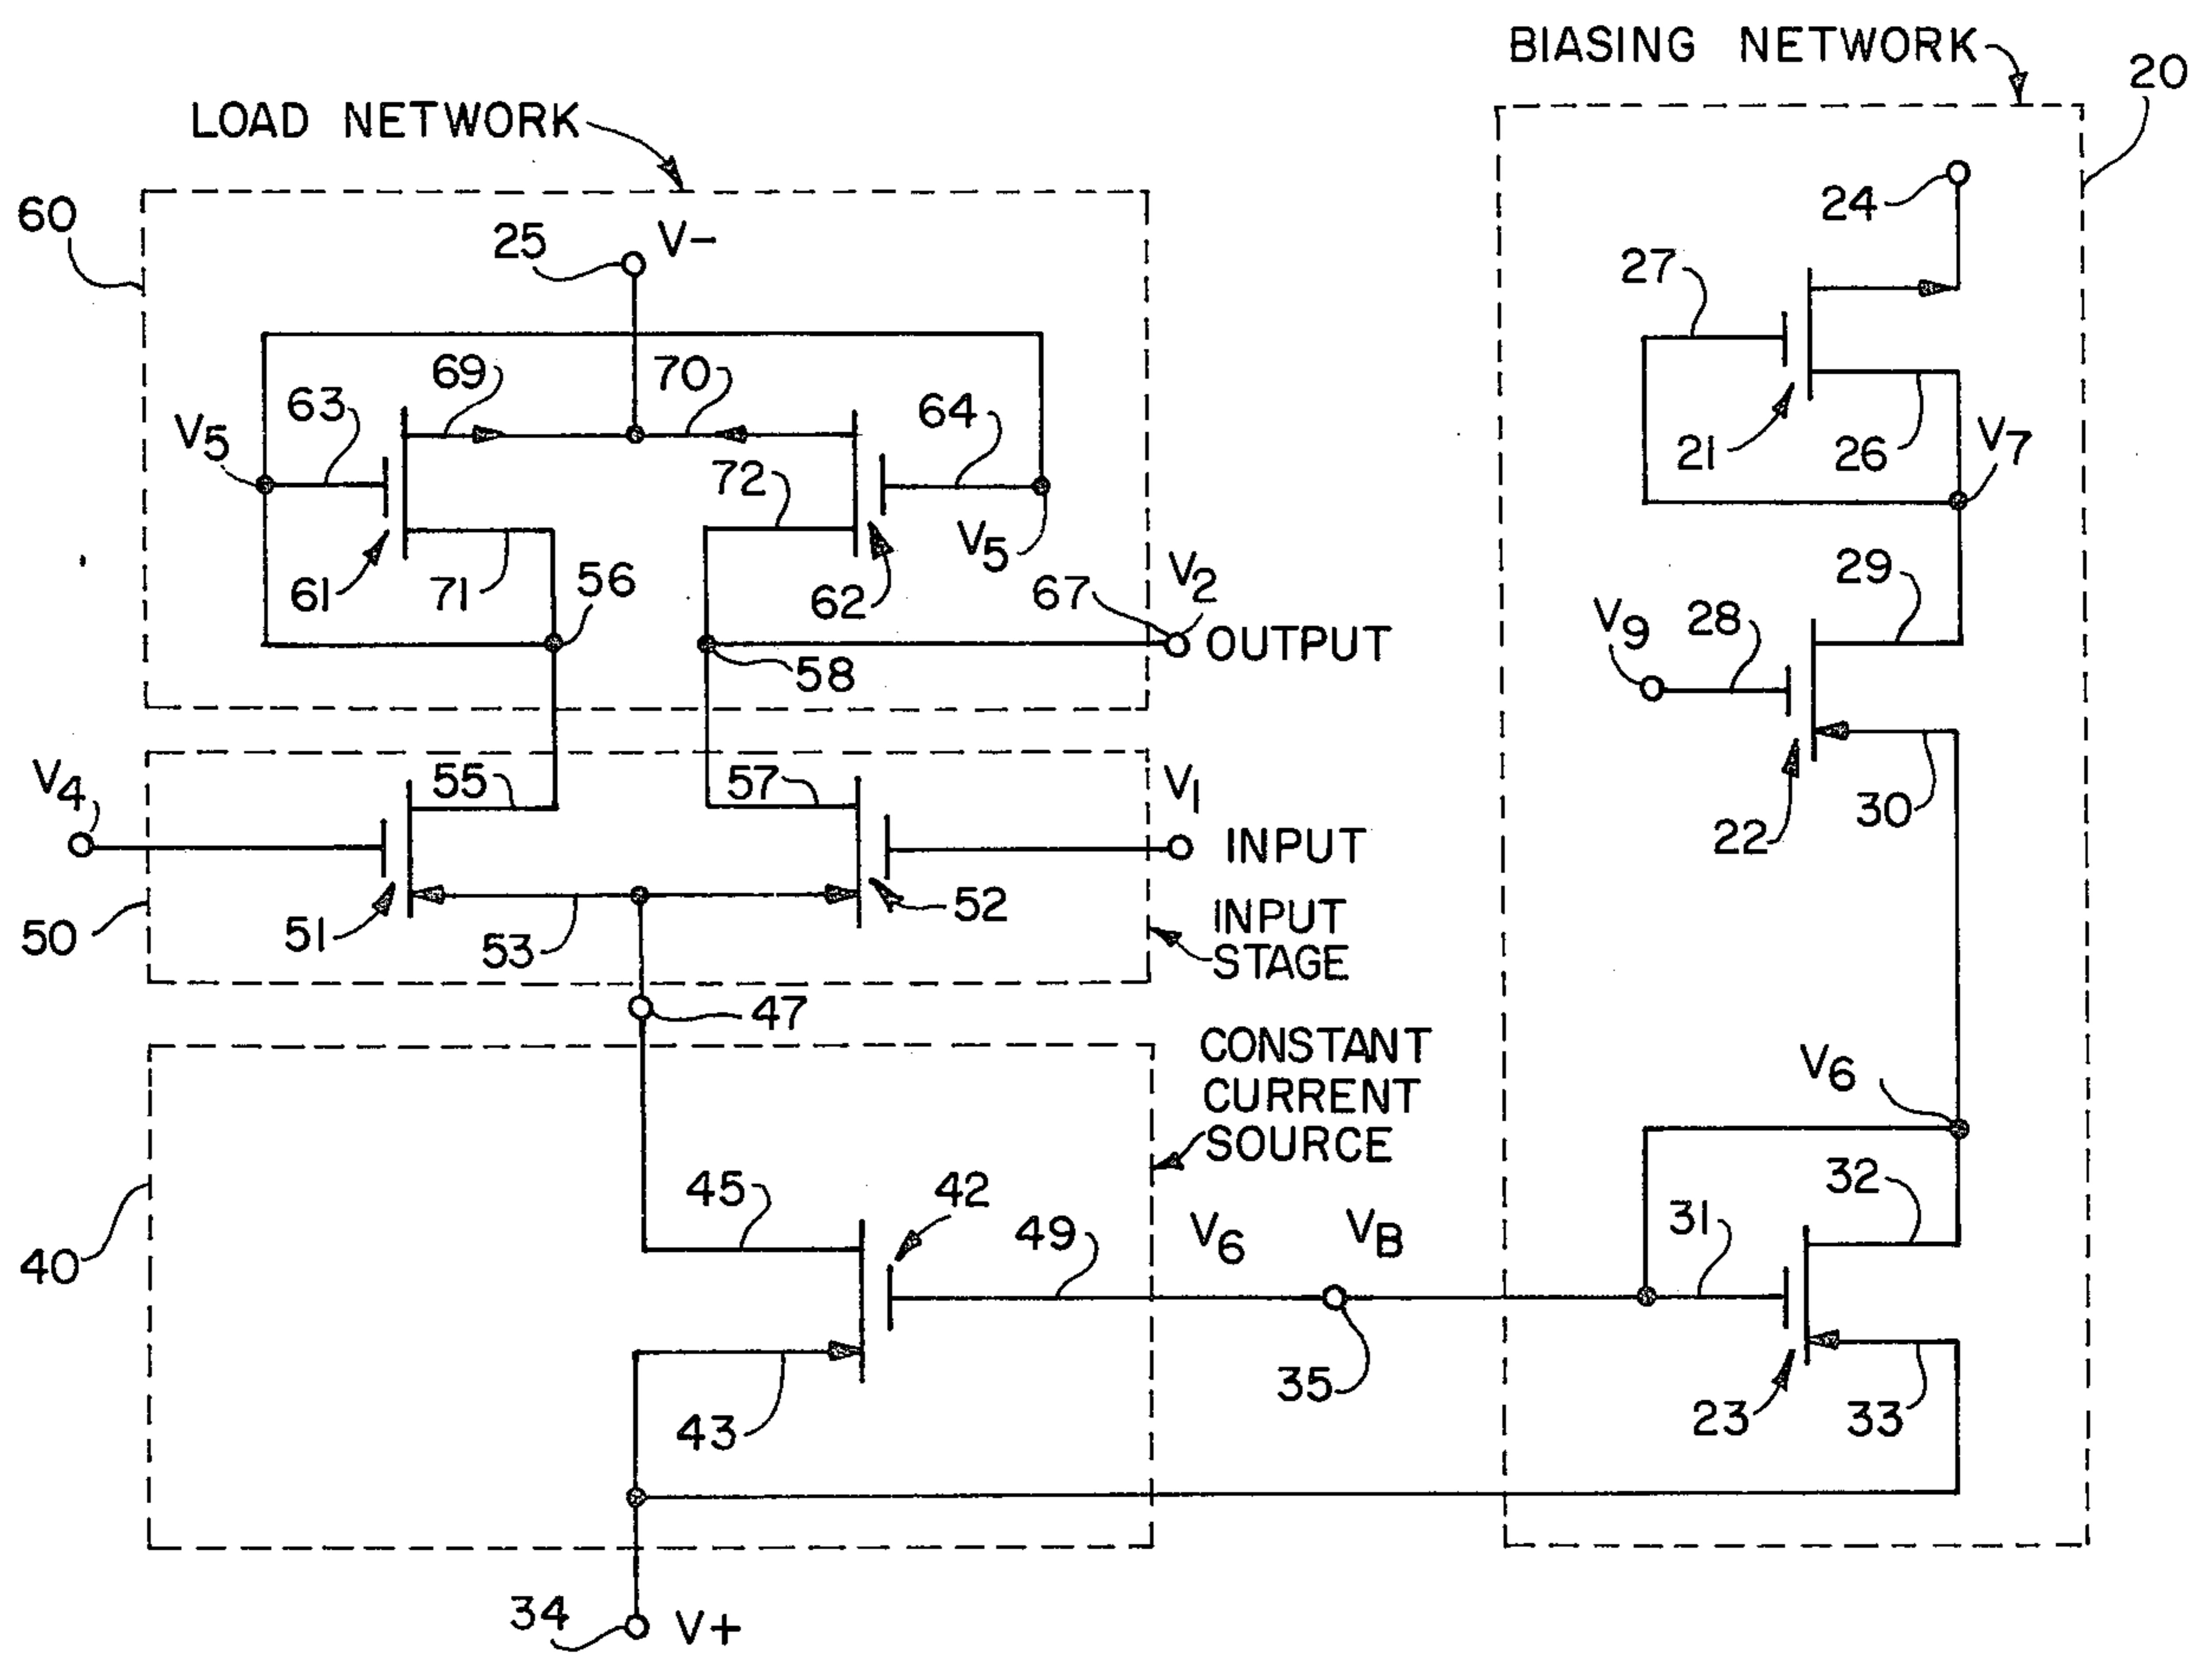 BIASING NETWORK
20
LOAD NETWORK
60
25 V-
24
27
69 70
63 64
V5
72
21 26 V7
V5
61 71 56 62
67 V2
OUTPUT
58
29
V9 28
V4
55 57 V1
INPUT
30
22
50 51 53 52
INPUT
STAGE
47
CONSTANT
CURRENT
SOURCE
V6
40
45 42 49
V6 VB
31 32
35
43
23 33
34 V+